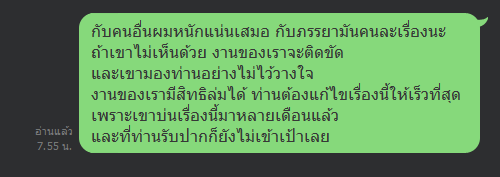 กับคนอื่นผมหนักแน่นเสมอ กับภรรยามันคนละเรื่องนะ
ถ้าเขาไม่เห็นด้วย งานของเราจะติดขัด
และเขามองท่านอย่างไม่ไว้วางใจ
งานของเรามีสิทธิล่มได้ ท่านต้องแก้ไขเรื่องนี้ให้เร็วที่สุด
เพราะเขาบ่นเรื่องนี้มาหลายเดือนแล้ว
และที่ท่านรับปากก็ยังไม่เข้าเป้าเลย
อ่านแล้ว
7.55 น.